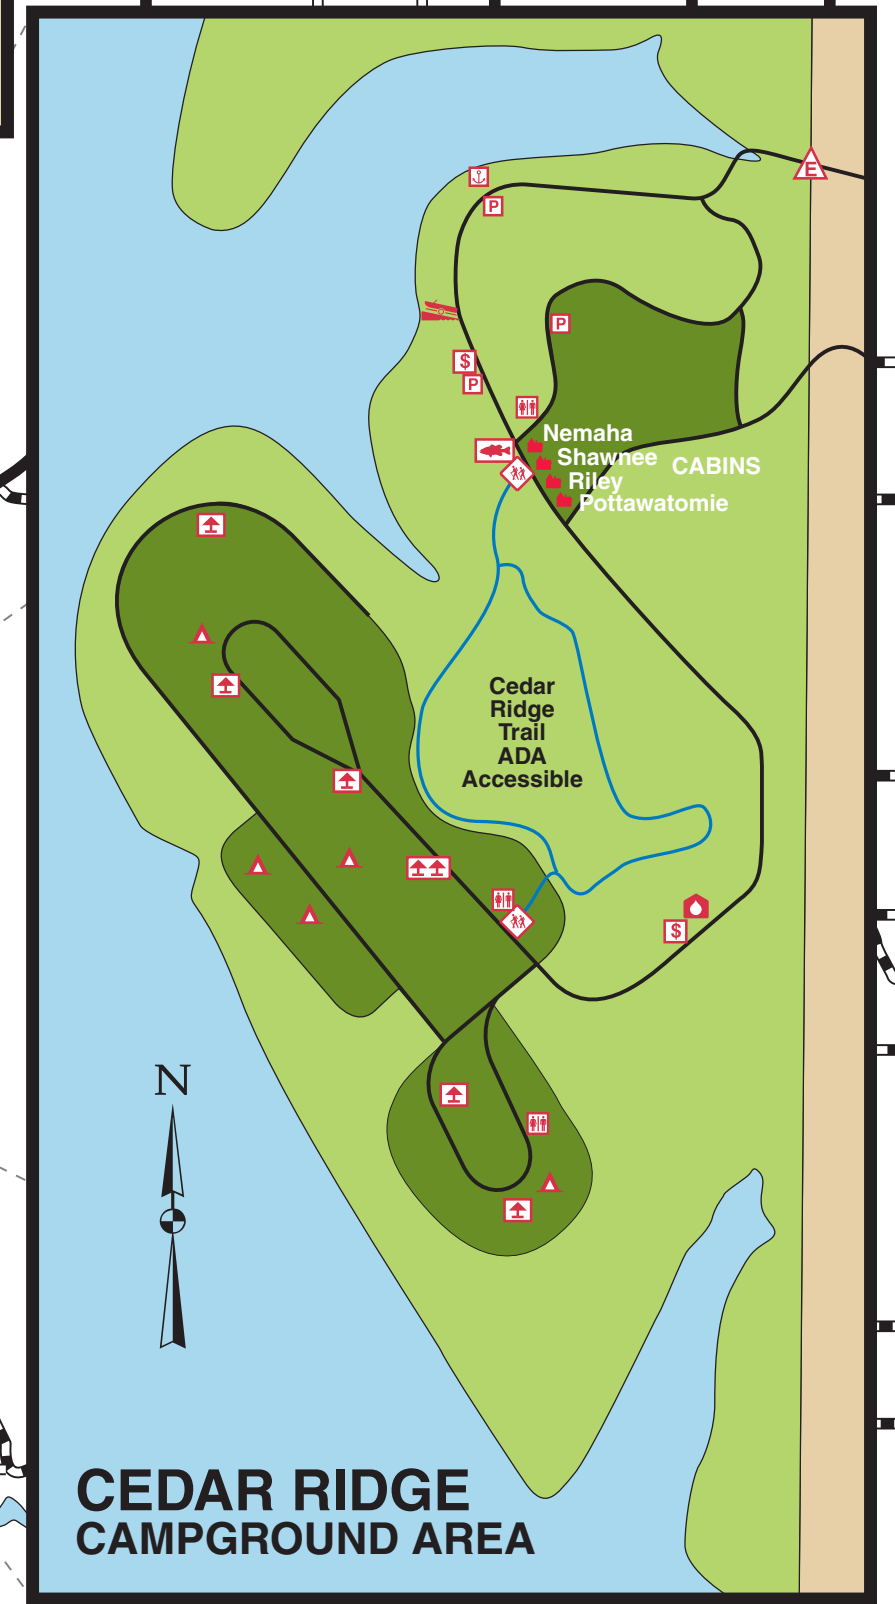 E
P
P
$
P
Nemaha
Shawnee
CABINS
Riley
Pottawatomie
Cedar
Ridge
Trail
ADA
Accessible
$
N
CEDAR RIDGE
CAMPGROUND AREA